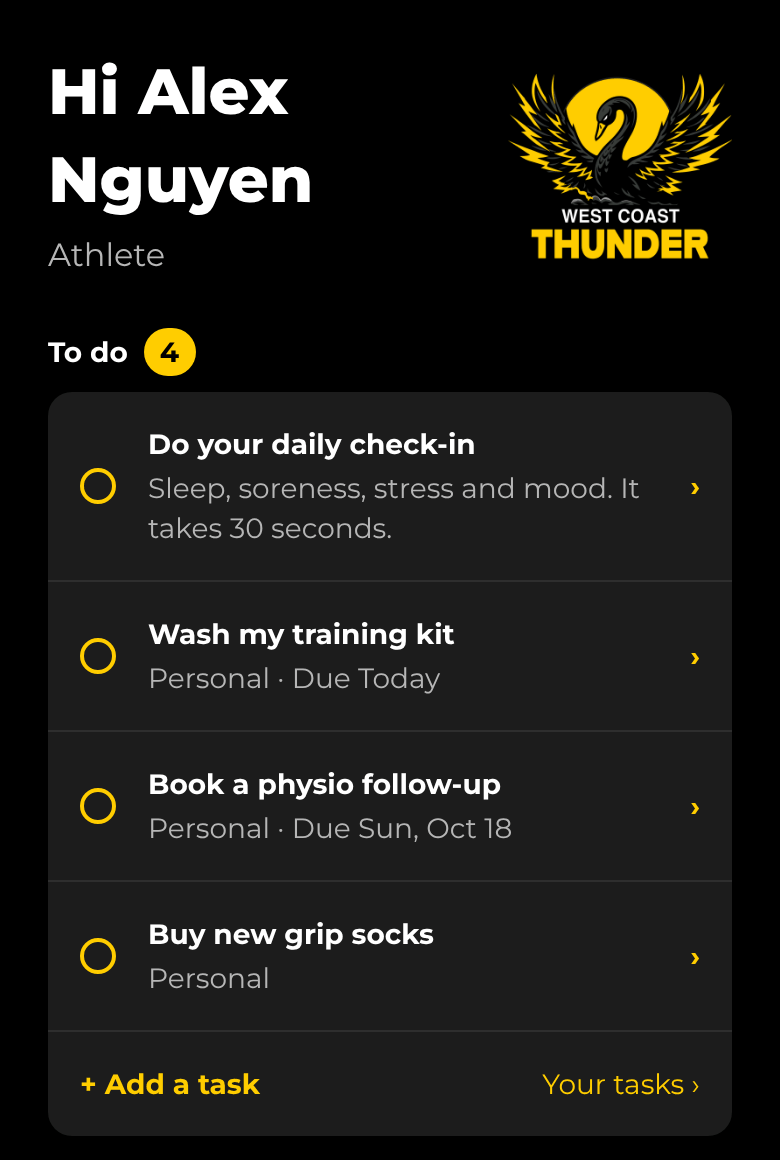 Hi Alex
Nguyen
Athlete
WEST COAST
THUNDER
To do 4
Do your daily check-in
Sleep, soreness, stress and mood. It
takes 30 seconds.
›
Wash my training kit
Personal · Due Today
›
Book a physio follow-up
Personal · Due Sun, Oct 18
›
Buy new grip socks
Personal
›
+ Add a task
Your tasks ›